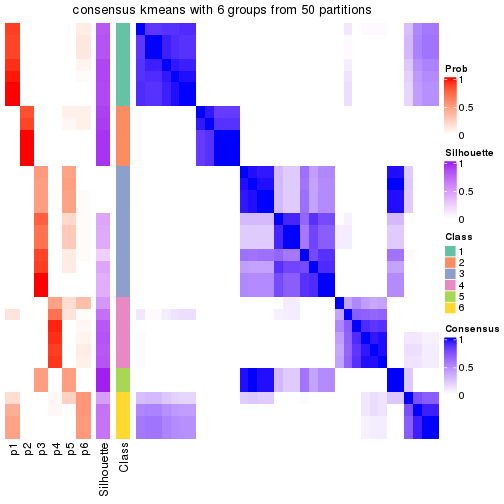 consensus kmeans with 6 groups from 50 partitions
Prob
1
0.5
0
Silhouette
1
0.5
0
Class
1
2
3
4
5
6
Consensus
1
0.5
0
p1
p2
p3
p4
p5
p6
Silhouette
Class